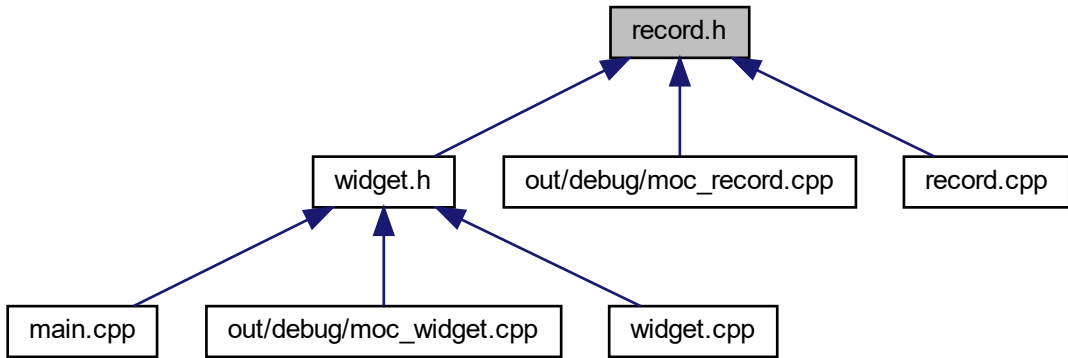 record.h
widget.h
out/debug/moc_record.cpp
record.cpp
main.cpp
out/debug/moc_widget.cpp
widget.cpp